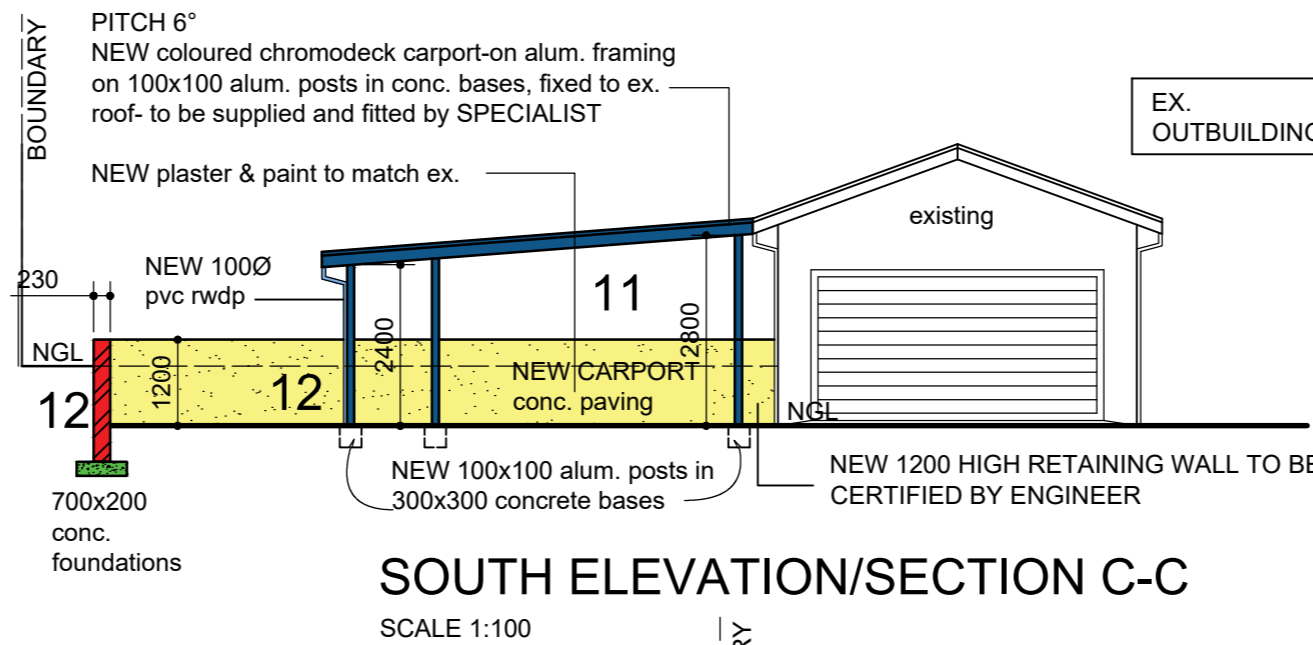 BOUNDARY
PITCH 6°
NEW coloured chromodeck carport-on alum. framing
on 100x100 alum. posts in conc. bases, fixed to ex.
roof- to be supplied and fitted by SPECIALIST
EX.
OUTBUILDING
NEW plaster & paint to match ex.
existing
230
NEW 100Ø
pvc rwdp
11
NGL
1200
2400
2800
12
12
NEW CARPORT
conc. paving
NGL
NEW 100x100 alum. posts in
300x300 concrete bases
NEW 1200 HIGH RETAINING WALL TO BE
CERTIFIED BY ENGINEER
700x200
conc.
foundations
SOUTH ELEVATION/SECTION C-C
SCALE 1:100
RY